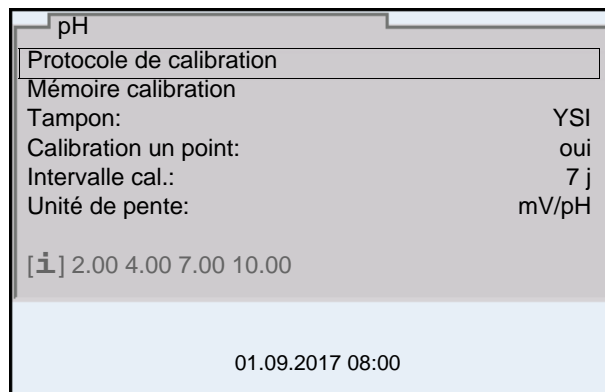 pH
Protocole de calibration
Mémoire calibration
Tampon: YSI
Calibration un point: oui
Intervalle cal.: 7 j
Unité de pente: mV/pH
[i] 2.00 4.00 7.00 10.00
01.09.2017 08:00